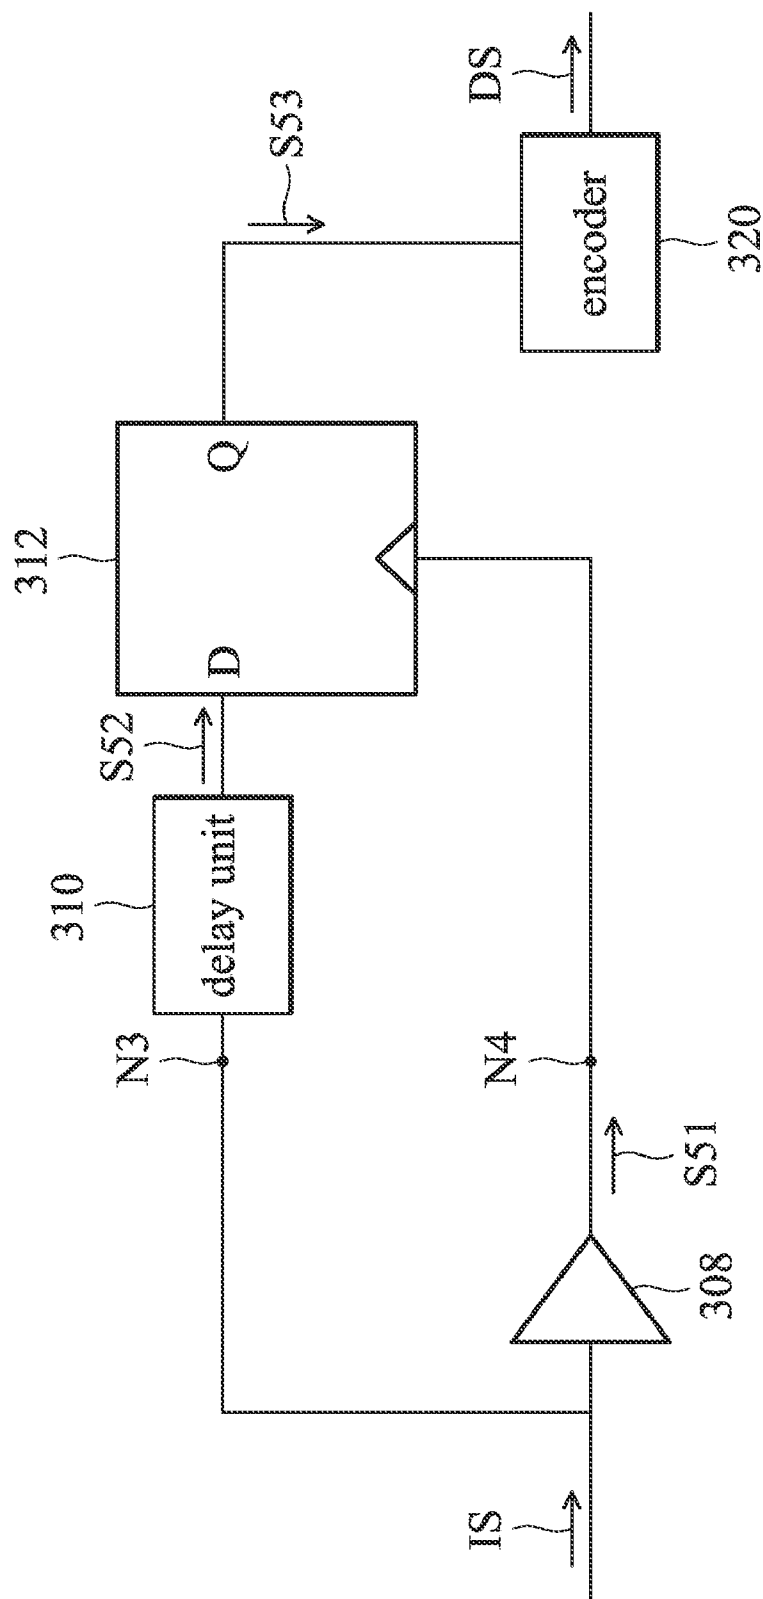 312
S53
DS
D
Q
S52
310
delay unit
N3
encoder
320
N4
IS
S51
308